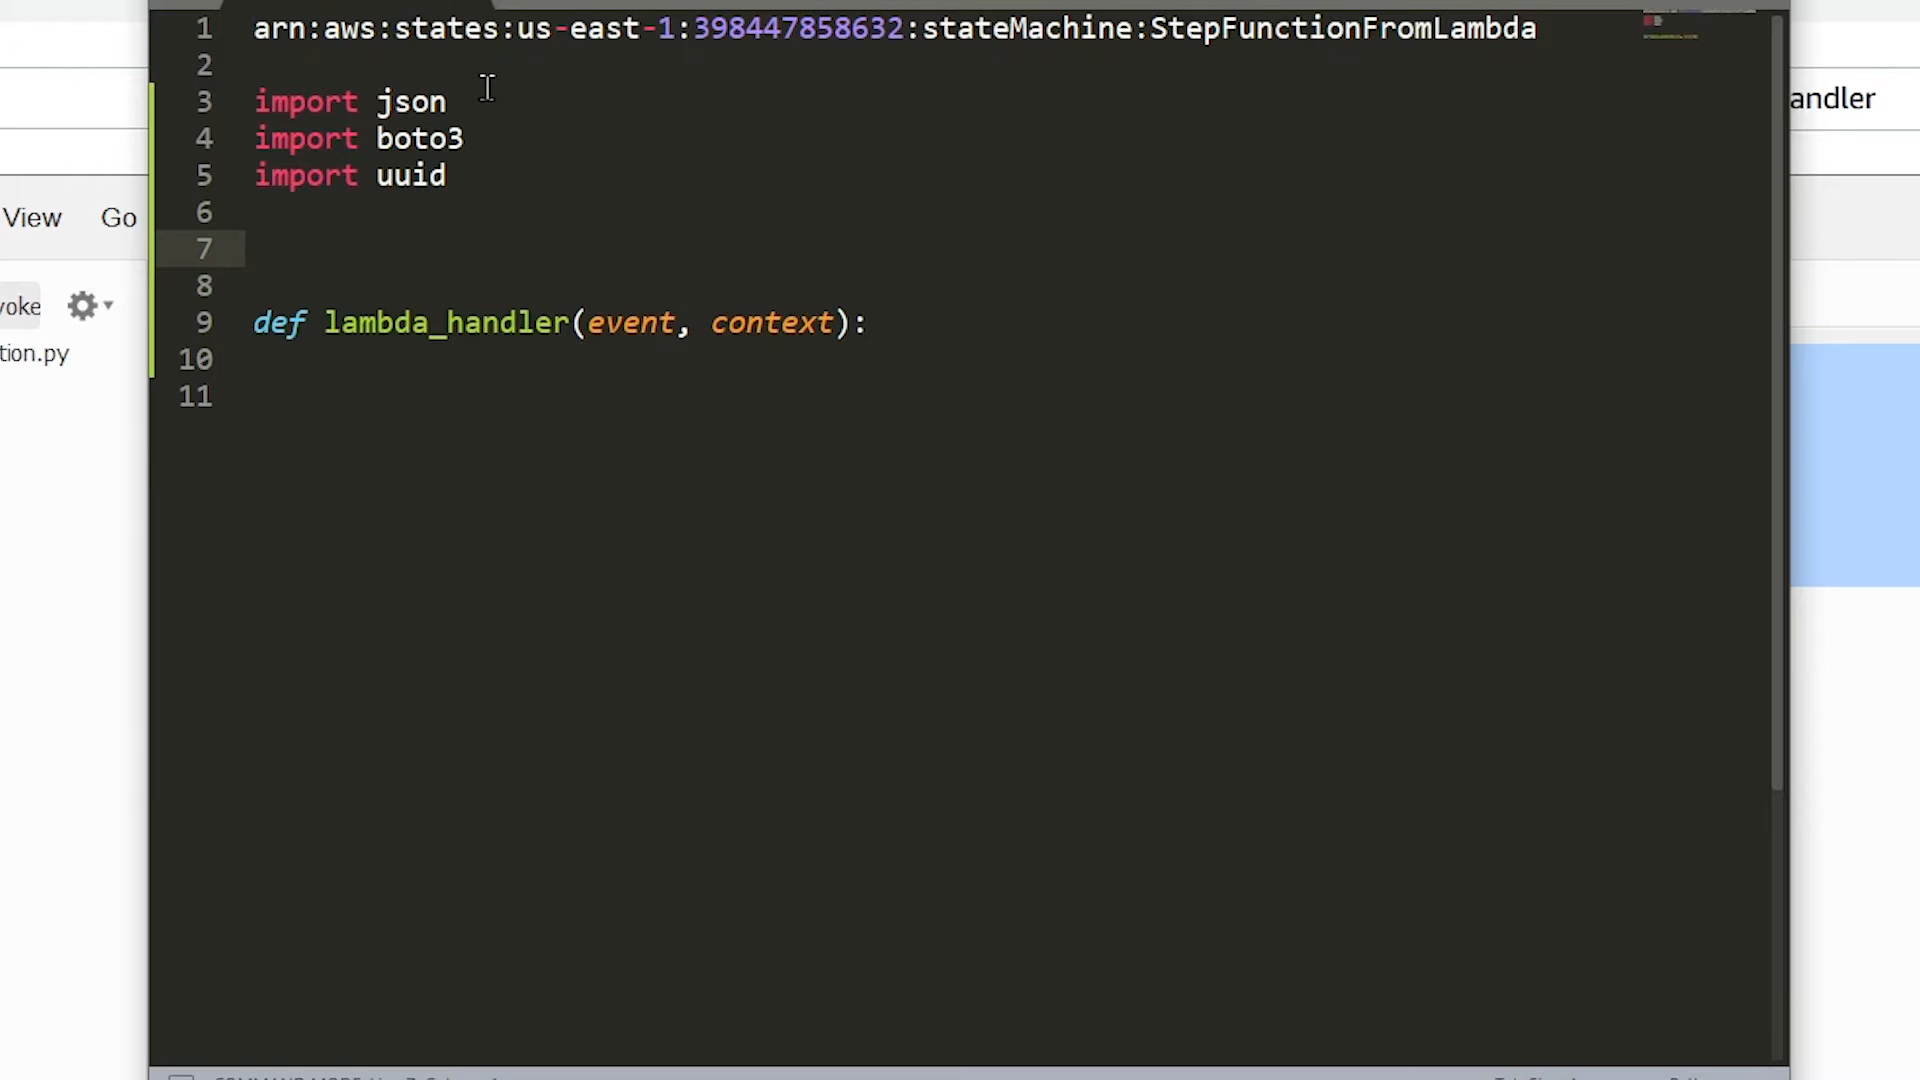 1 arn:aws:states:us-east-1:398447858632:stateMachine:StepFunctionFromLambda
2
3 import json
4 import boto3
5 import uuid
6
7
8
9 def lambda_handler(event, context):
10
11
andler
View Go
voke
tion.py